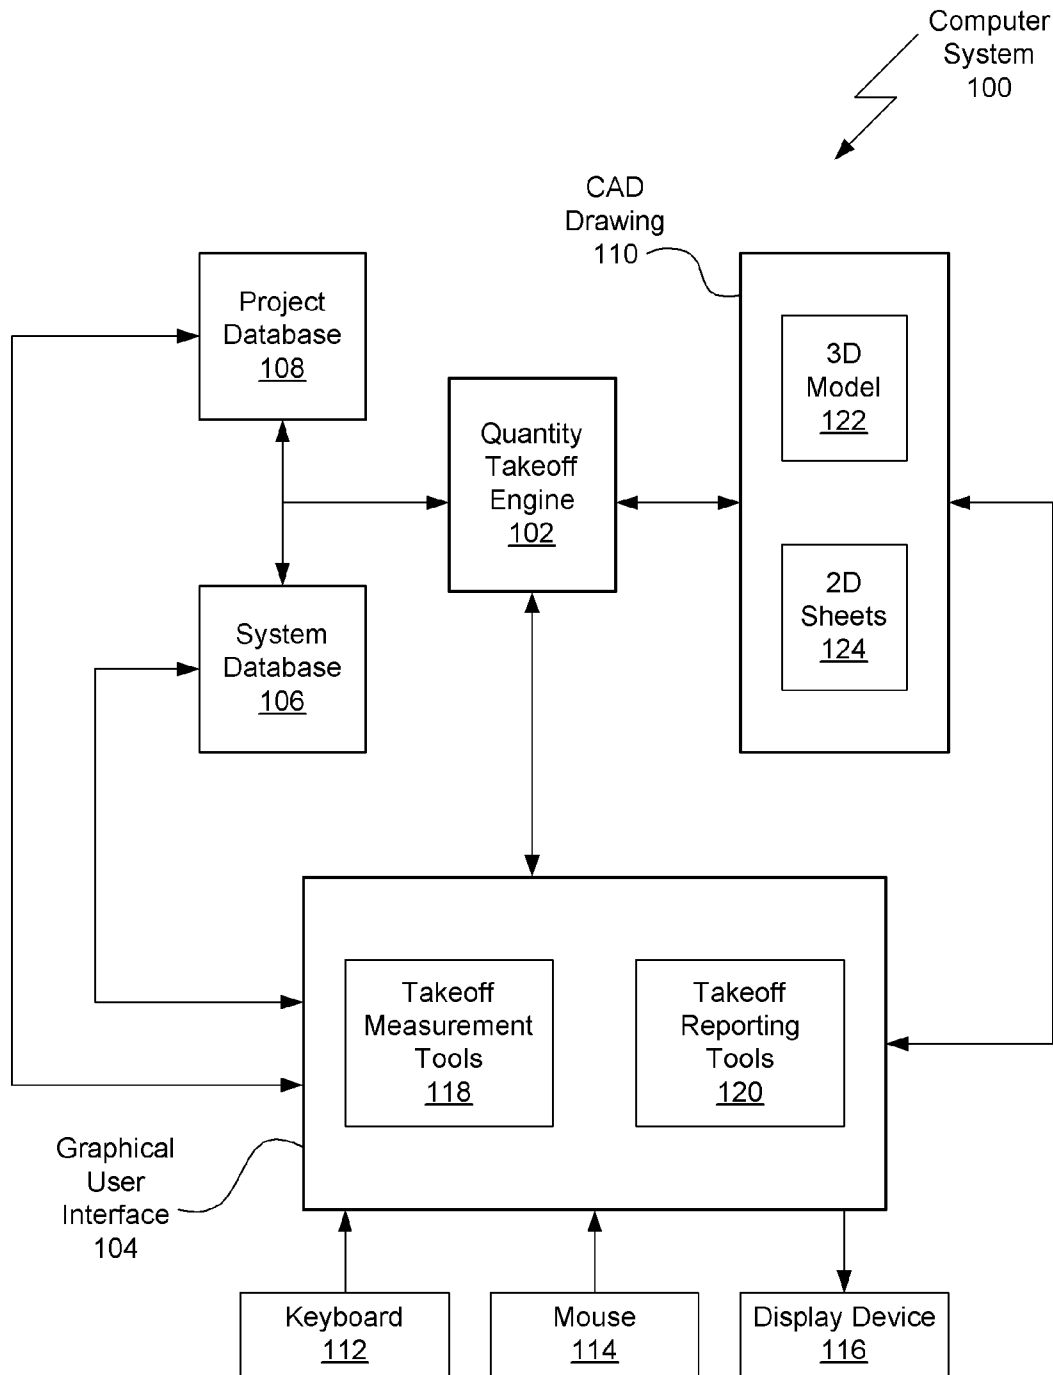 Computer
System
100
CAD
Drawing
110
Project
Database
108
3D
Model
122
Quantity
Takeoff
Engine
102
2D
Sheets
124
System
Database
106
Takeoff
Measurement
Tools
118
Takeoff
Reporting
Tools
120
Graphical
User
Interface
104
Keyboard
112
Mouse
114
Display Device
116